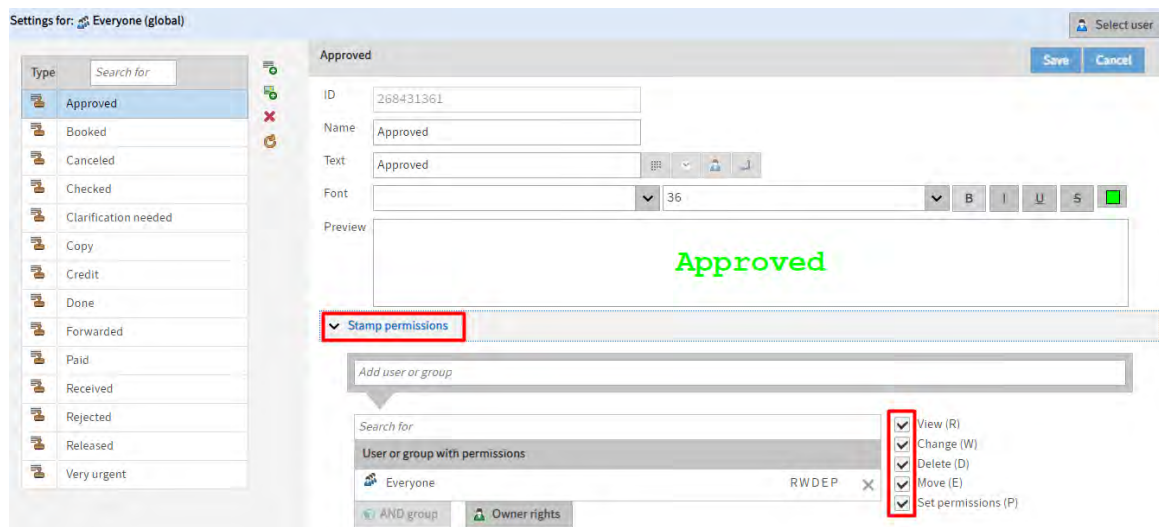 Settings for: Everyone (global)
Select user
Type Search for
Approved
Booked
Canceled
Checked
Clarification needed
Copy
Credit
Done
Forwarded
Paid
Received
Rejected
Released
Very urgent
Approved
Save Cancel
ID 268431361
Name Approved
Text Approved
Font 36 B I U S
Preview
Approved
Stamp permissions
Add user or group
Search for
User or group with permissions
Everyone RWDEP
AND group Owner rights
View (R)
Change (W)
Delete (D)
Move (E)
Set permissions (P)